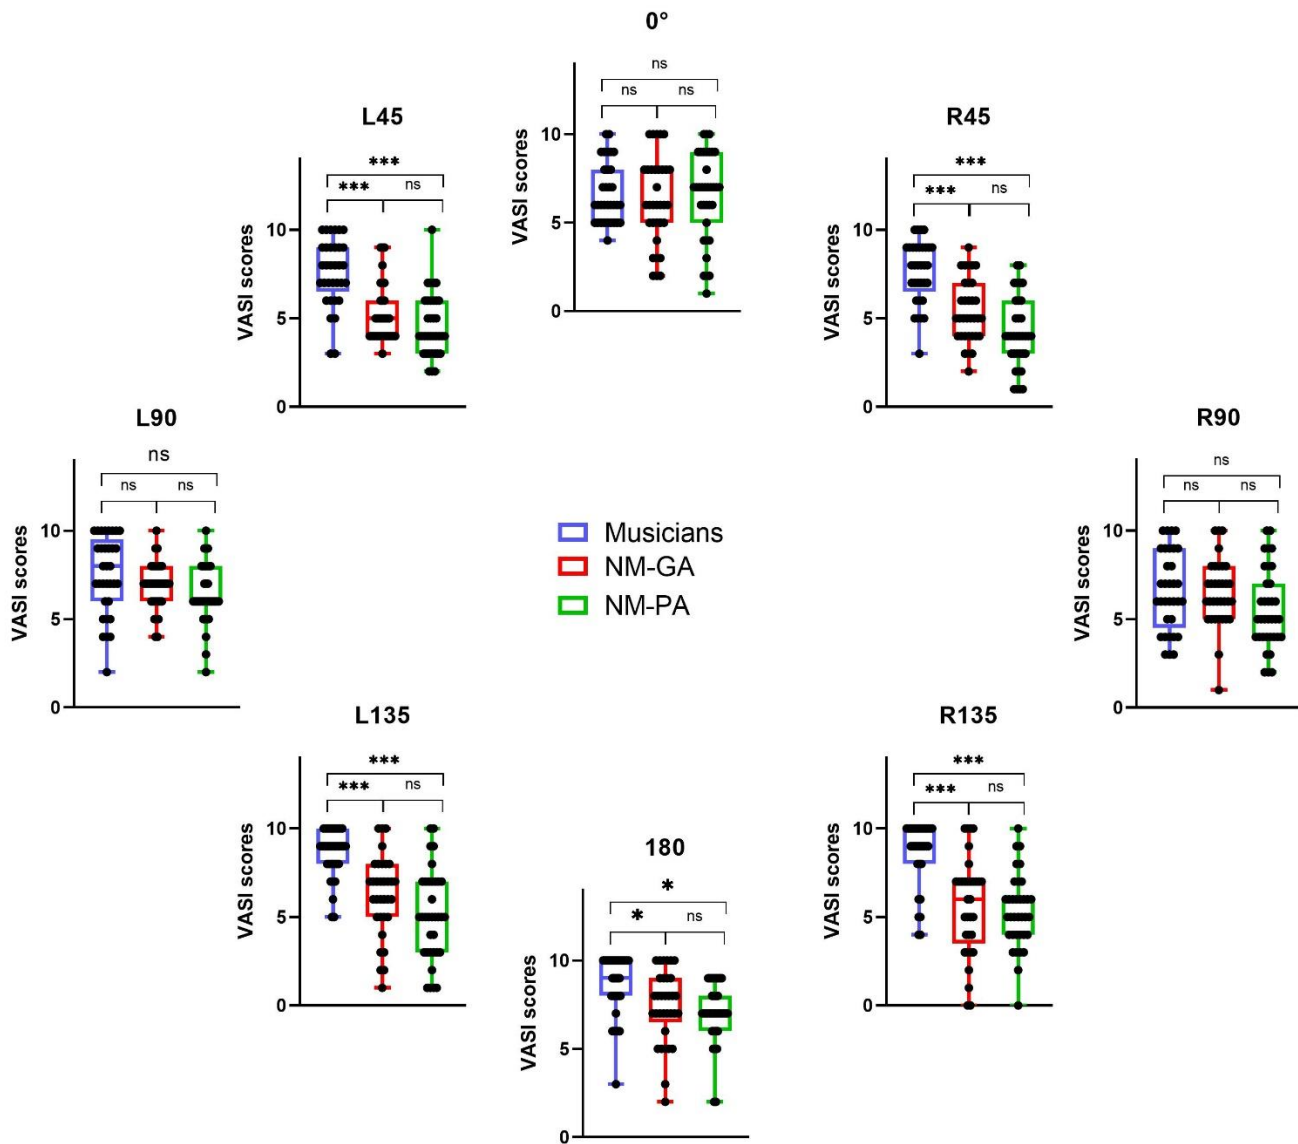 0°
ns
ns ns
10
5
0
VASI scores
L45
***
*** ns
10
5
0
VASI scores
R45
***
*** ns
10
5
0
VASI scores
L90
ns
ns ns
10
5
0
VASI scores
Musicians
NM-GA
NM-PA
R90
ns
ns ns
10
5
0
VASI scores
L135
***
*** ns
10
5
0
VASI scores
180
*
* ns
10
5
0
VASI scores
R135
***
*** ns
10
5
0
VASI scores